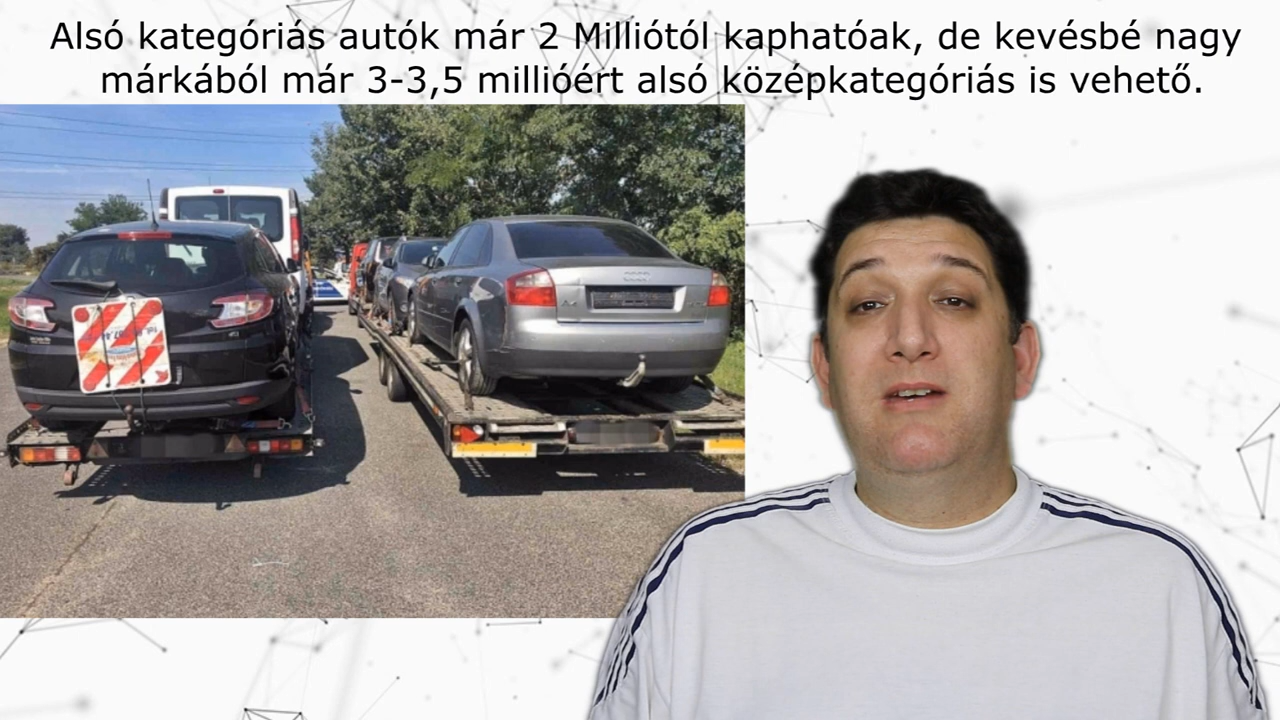 Alsó kategóriás autók már 2 Milliótól kaphatóak, de kevésbé nagy
márkából már 3-3,5 millióért alsó középkategóriás is vehető.
A4